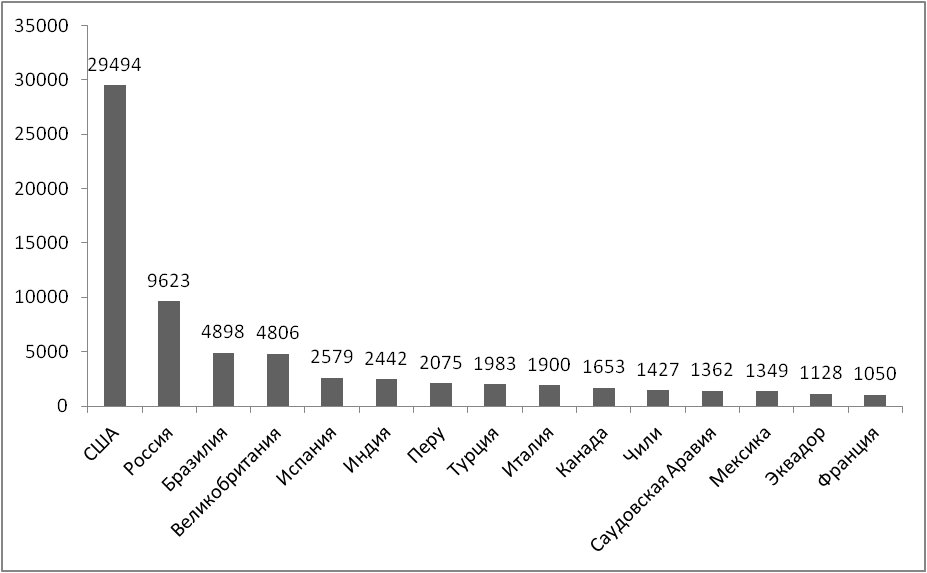 35000
30000
25000
20000
15000
10000
5000
0
29494
9623
4898
4806
2579
2442
2075
1983
1900
1653
1427
1362
1349
1128
1050
США
Россия
Бразилия
Великобритания
Испания
Индия
Перу
Турция
Италия
Канада
Чили
Саудовская Аравия
Мексика
Эквадор
Франция